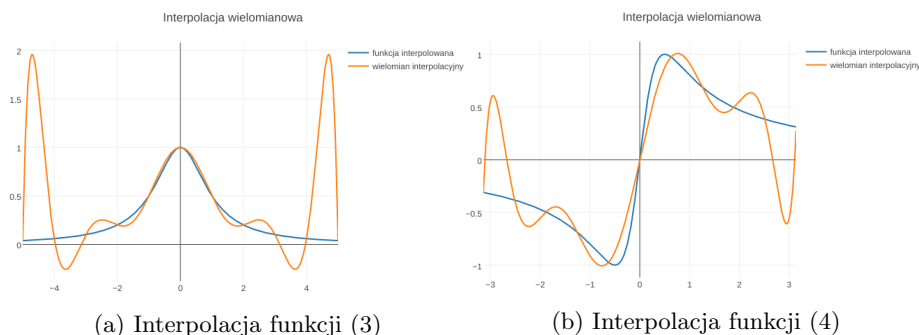 Interpolacja wielomianowa
2
1.5
1
0.5
0
−4
−2
0
2
4
funkcja interpolowana
wielomian interpolacyjny
(a) Interpolacja funkcji (3)
Interpolacja wielomianowa
1
0.5
0
−0.5
−1
−3
−2
−1
0
1
2
3
funkcja interpolowana
wielomian interpolacyjny
(b) Interpolacja funkcji (4)